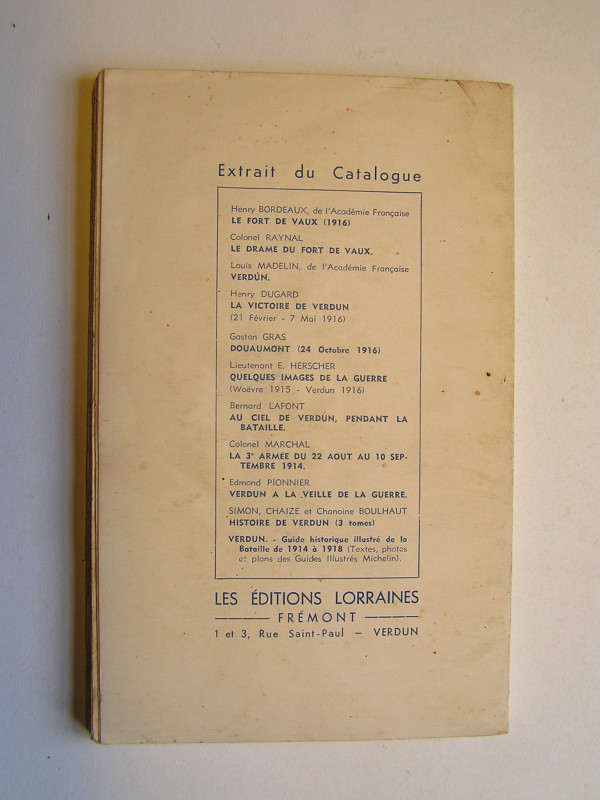 Extrait du Catalogue
Henry BORDEAUX, de l'Académie Française
LE FORT DE VAUX (1916)
Colonel RAYNAL
LE DRAME DU FORT DE VAUX.
Louis MADELIN, de l'Académie Française
VERDUN.
Henry DUGARD
LA VICTOIRE DE VERDUN
(21 Février - 7 Mai 1916)
Gaston GRAS
DOUAUMONT (24 Octobre 1916)
Lieutenant E. HERSCHER
QUELQUES IMAGES DE LA GUERRE
(Woëvre 1915 - Verdun 1916)
Bernard LAFONT
AU CIEL DE VERDUN, PENDANT LA
BATAILLE.
Colonel MARCHAL
LA 3e ARMÉE DU 22 AOUT AU 10 SEP-
TEMBRE 1914.
Edmond PIONNIER
VERDUN A LA VEILLE DE LA GUERRE.
SIMON, CHAIZE et Chanoine BOULHAUT
HISTOIRE DE VERDUN (3 tomes)
VERDUN. - Guide historique illustré de la
Bataille de 1914 à 1918 (Textes, photos
et plans des Guides Illustrés Michelin).
LES ÉDITIONS LORRAINES
FRÉMONT
1 et 3, Rue Saint-Paul — VERDUN